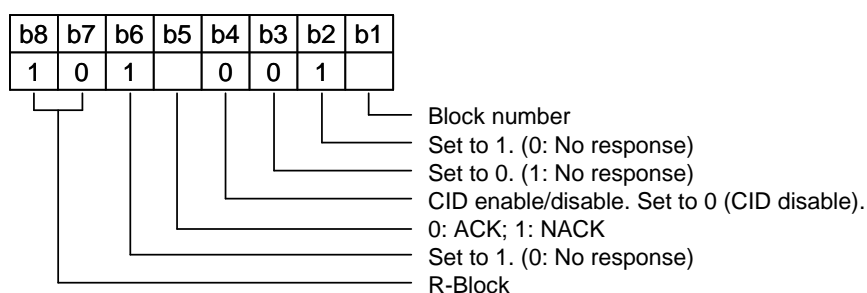 b8 b7 b6 b5 b4 b3 b2 b1
1 0 1 0 0 1
Block number
Set to 1. (0: No response)
Set to 0. (1: No response)
CID enable/disable. Set to 0 (CID disable).
0: ACK; 1: NACK
Set to 1. (0: No response)
R-Block